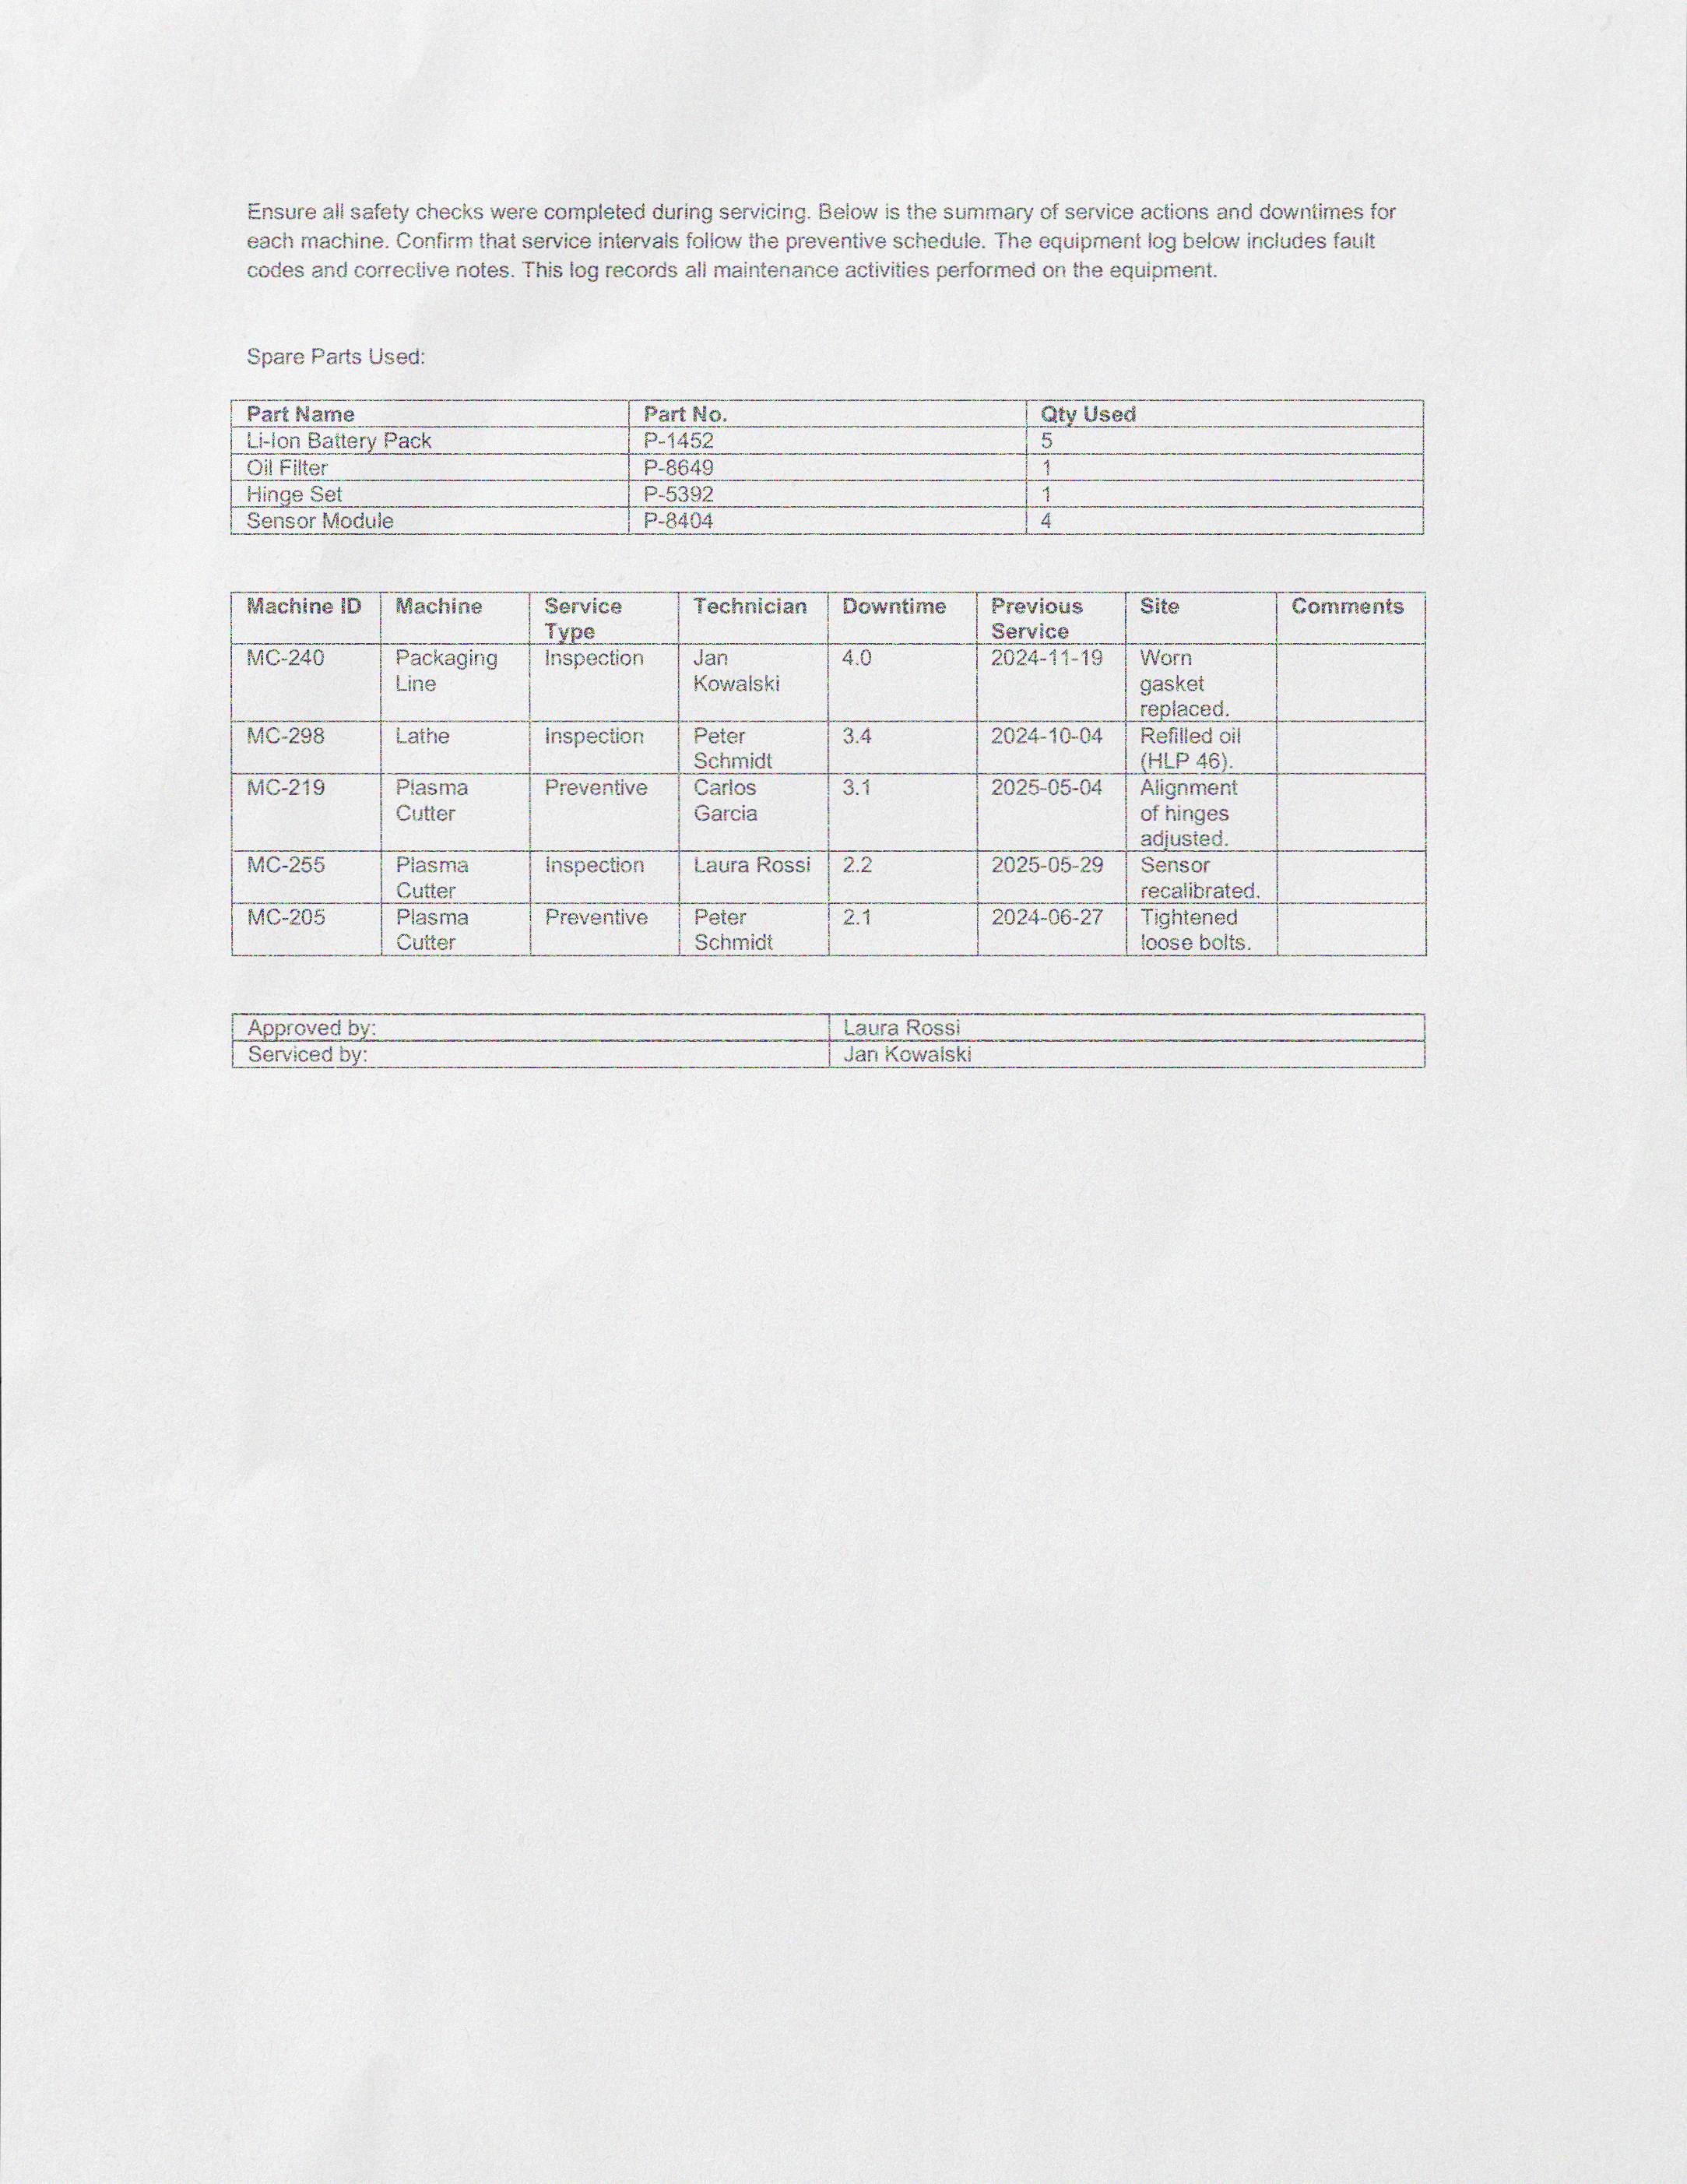 Ensure all safety checks were completed during servicing. Below is the summary of service actions and downtimes for
each machine. Confirm that service intervals follow the preventive schedule. The equipment log below includes fault
codes and corrective notes. This log records all maintenance activities performed on the equipment.
Spare Parts Used:
Part Name Part No. Qty Used
Li-Ion Battery Pack P-1452 5
Oil Filter P-8649 1
Hinge Set P-5392 1
Sensor Module P-8404 4
Machine ID Machine Service Technician Downtime Previous Site Comments
Type Service
MC-240 Packaging Inspection Jan 4.0 2024-11-19 Worn
Line Kowalski gasket
replaced.
MC-298 Lathe Inspection Peter 3.4 2024-10-04 Refilled oil
Schmidt (HLP 46).
MC-219 Plasma Preventive Carlos 3.1 2025-05-04 Alignment
Cutter Garcia of hinges
adjusted.
MC-255 Plasma Inspection Laura Rossi 2.2 2025-05-29 Sensor
Cutter recalibrated.
MC-205 Plasma Preventive Peter 2.1 2024-06-27 Tightened
Cutter Schmidt loose bolts.
Approved by: Laura Rossi
Serviced by: Jan Kowalski